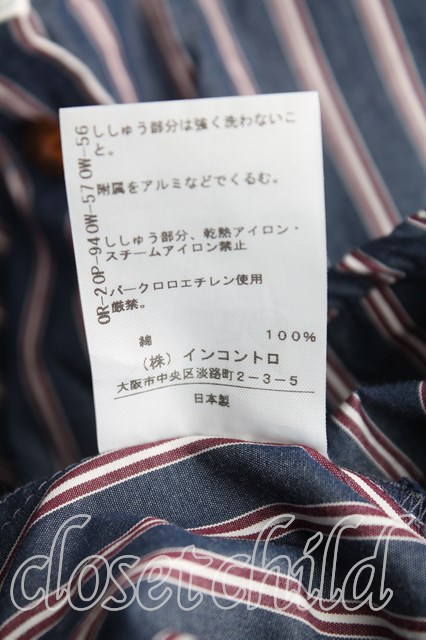 ししゅう部分は強く洗わないこ
と。
附属をアルミなどでくるむ。
ししゅう部分、乾熱アイロン・
スチームアイロン禁止
パークロロエチレン使用
厳禁。
綿 100%
(株) インコントロ
大阪市中央区淡路町2-3-5
日本製
OR-20P-940W-570W-56
closetchild